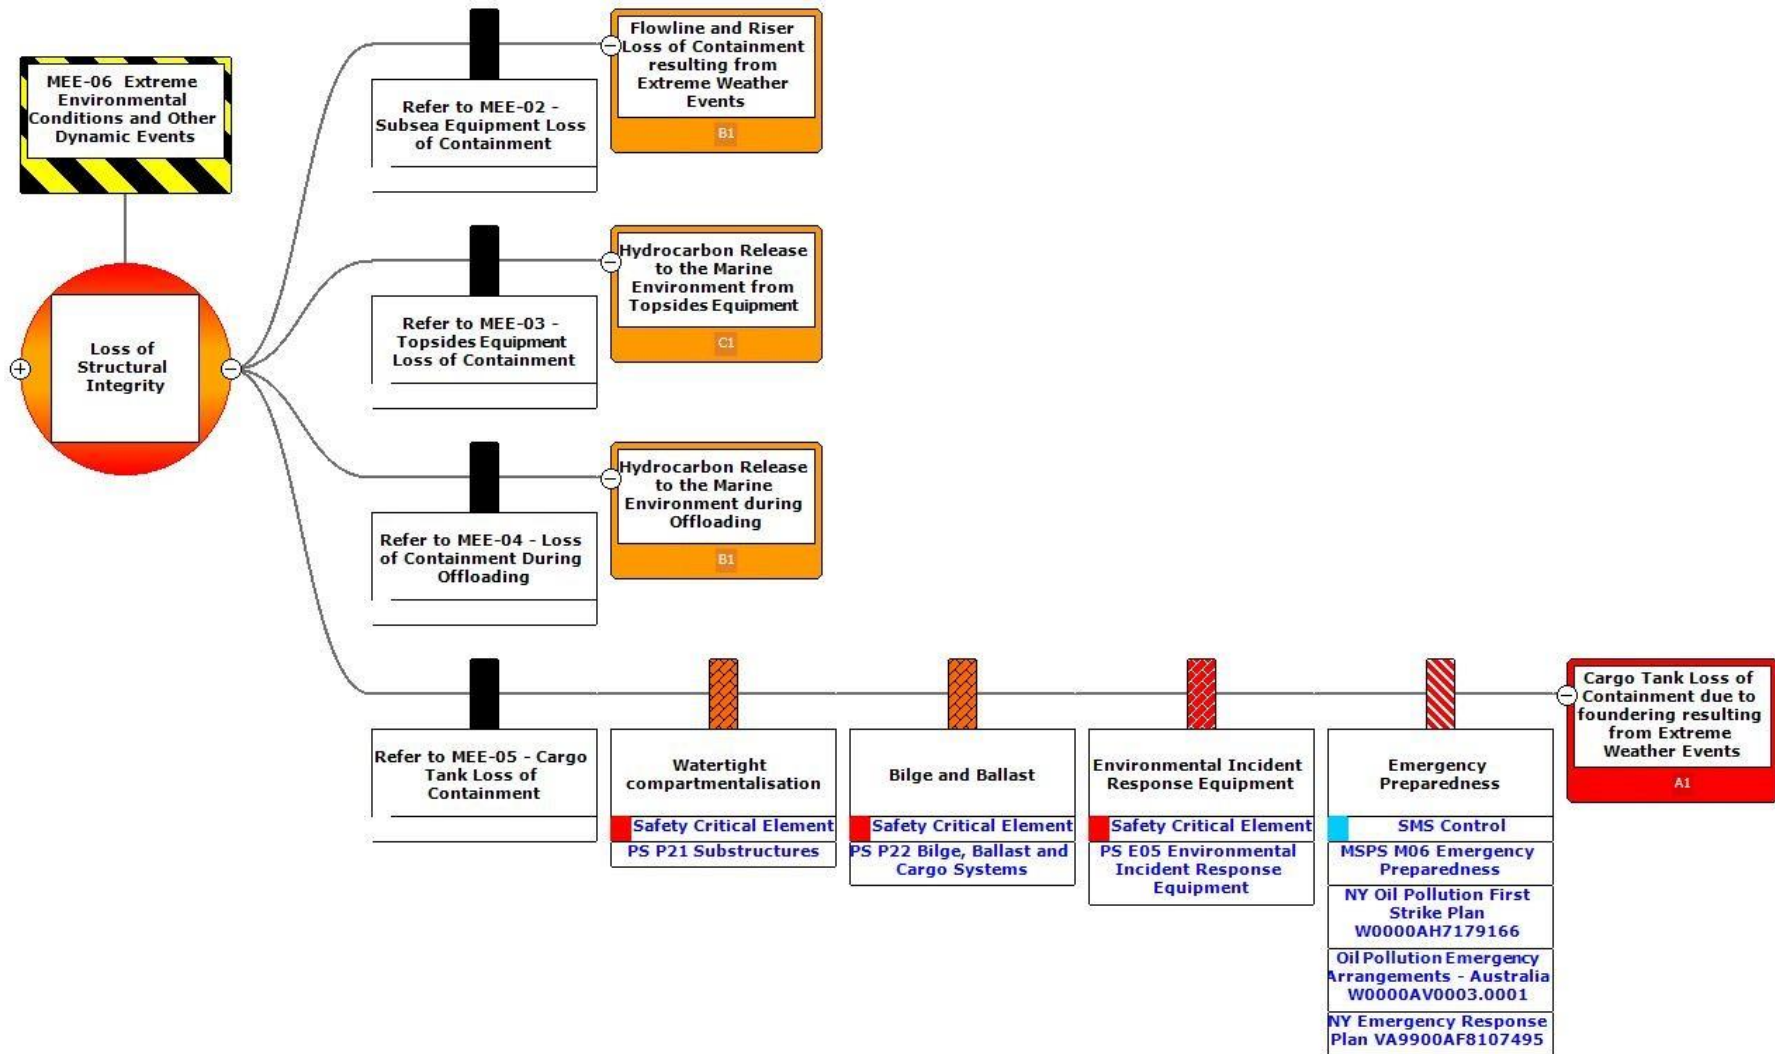 MEE-06 Extreme
Environmental
Conditions and Other
Dynamic Events
Loss of
Structural
Integrity
Refer to MEE-02 -
Subsea Equipment Loss
of Containment
Flowline and Riser
Loss of Containment
resulting from
Extreme Weather
Events
B1
Refer to MEE-03 -
Topsides Equipment
Loss of Containment
Hydrocarbon Release
to the Marine
Environment from
Topsides Equipment
C1
Refer to MEE-04 - Loss
of Containment During
Offloading
Hydrocarbon Release
to the Marine
Environment during
Offloading
B1
Refer to MEE-05 - Cargo
Tank Loss of
Containment
Watertight
compartmentalisation
Safety Critical Element
PS P21 Substructures
Bilge and Ballast
Safety Critical Element
PS P22 Bilge, Ballast and
Cargo Systems
Environmental Incident
Response Equipment
Safety Critical Element
PS E05 Environmental
Incident Response
Equipment
Emergency
Preparedness
SMS Control
MSPS M06 Emergency
Preparedness
NY Oil Pollution First
Strike Plan
W0000AH7179166
Oil Pollution Emergency
Arrangements - Australia
W0000AV0003.0001
NY Emergency Response
Plan VA9900AF8107495
Cargo Tank Loss of
Containment due to
foundering resulting
from Extreme
Weather Events
A1